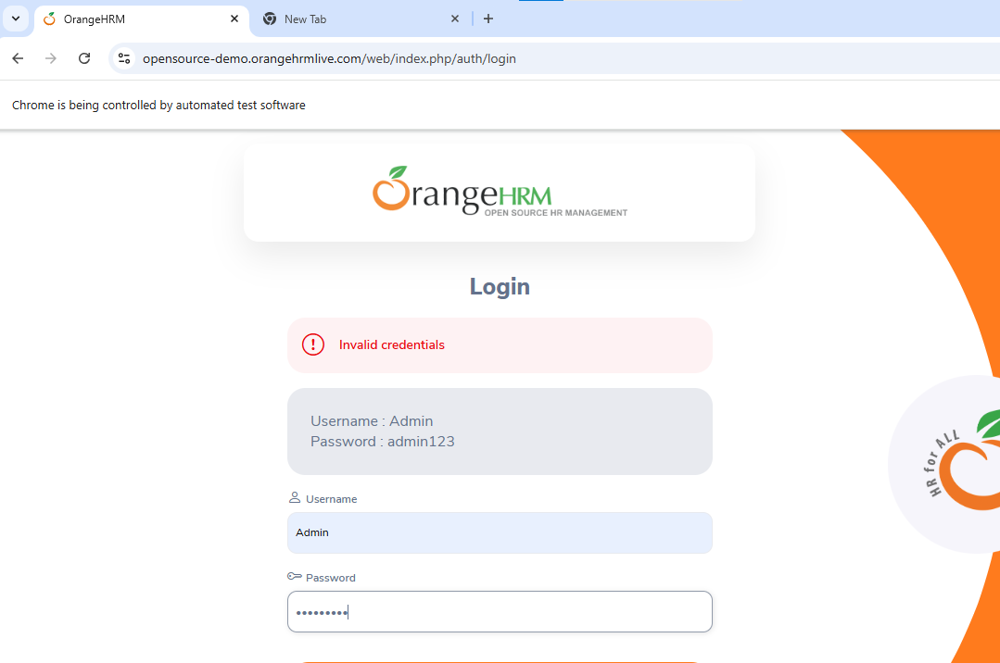 OrangeHRM
New Tab
opensource-demo.orangehrmlive.com/web/index.php/auth/login
Chrome is being controlled by automated test software
OrangeHRM
OPEN SOURCE HR MANAGEMENT
Login
Invalid credentials
Username : Admin
Password : admin123
HR for ALL
Username
Admin
Password
•••••••••